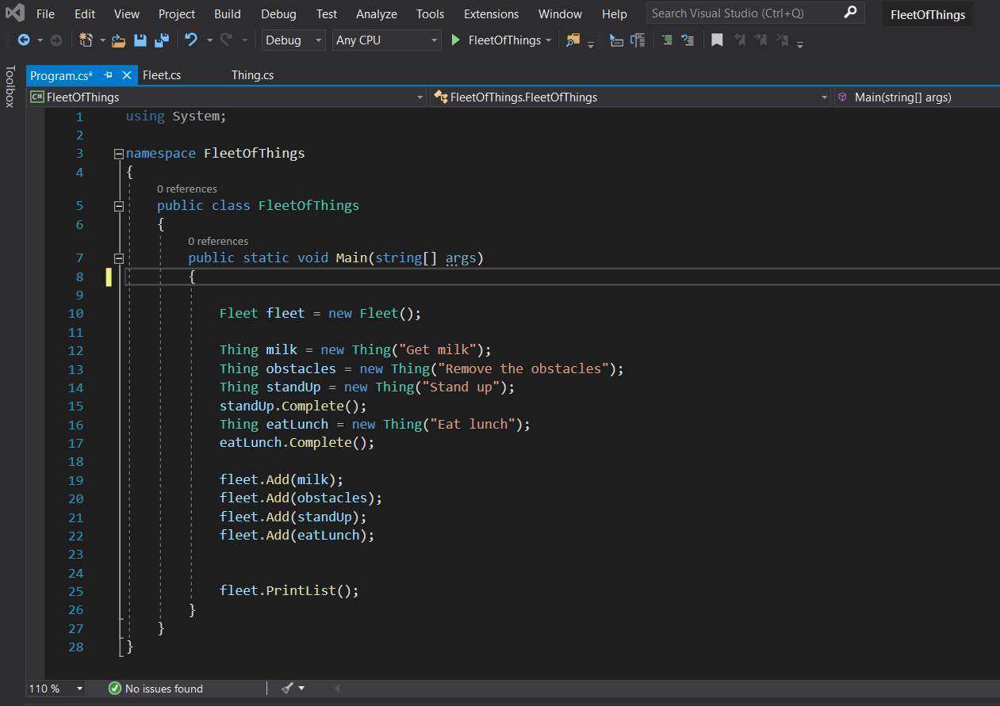 File Edit View Project Build Debug Test Analyze Tools Extensions Window Help Search Visual Studio (Ctrl+Q) FleetOfThings
Debug Any CPU FleetOfThings
Toolbox
Program.cs* Fleet.cs Thing.cs
C# FleetOfThings FleetOfThings.FleetOfThings Main(string[] args)
1 using System;
2
3 namespace FleetOfThings
4 {
0 references
5 public class FleetOfThings
6 {
0 references
7 public static void Main(string[] args)
8 {
9
10 Fleet fleet = new Fleet();
11
12 Thing milk = new Thing("Get milk");
13 Thing obstacles = new Thing("Remove the obstacles");
14 Thing standUp = new Thing("Stand up");
15 standUp.Complete();
16 Thing eatLunch = new Thing("Eat lunch");
17 eatLunch.Complete();
18
19 fleet.Add(milk);
20 fleet.Add(obstacles);
21 fleet.Add(standUp);
22 fleet.Add(eatLunch);
23
24
25 fleet.PrintList();
26 }
27 }
28 }
110 % No issues found